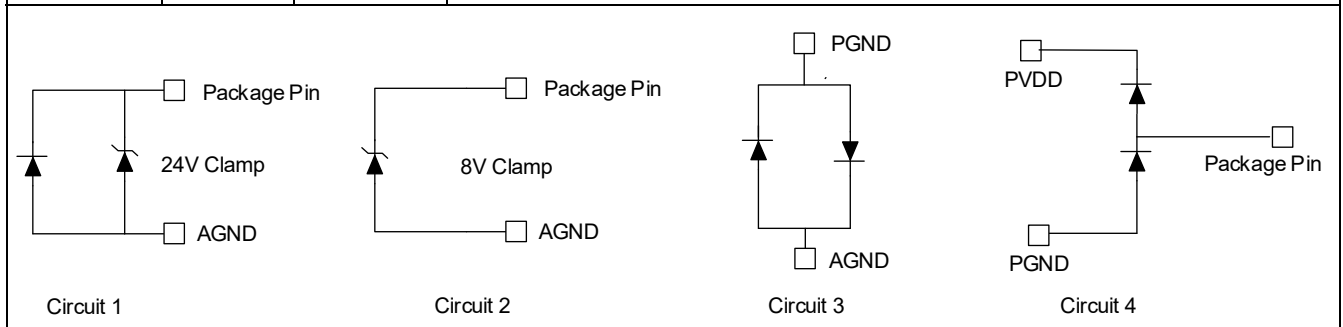 Package Pin
24V Clamp
AGND
Circuit 1
Package Pin
8V Clamp
AGND
Circuit 2
PGND
AGND
Circuit 3
PVDD
Package Pin
PGND
Circuit 4